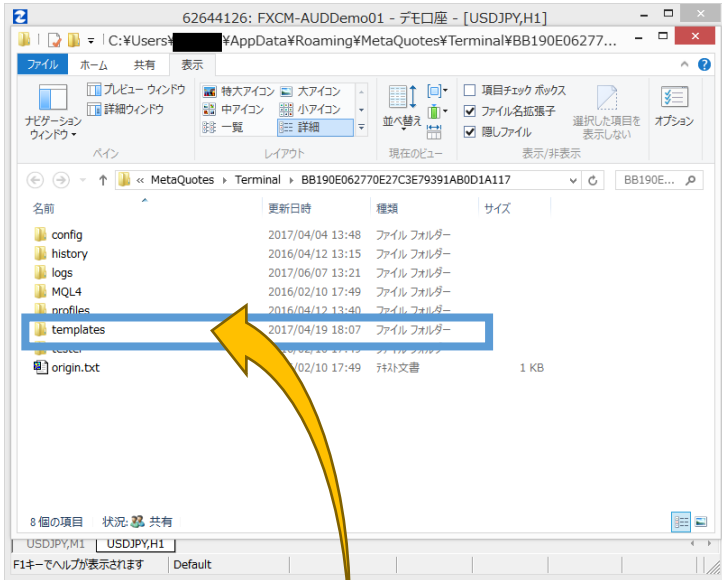 62644126: FXCM-AUDDemo01 - デモ口座 - [USDJPY,H1]
C:¥Users¥ ¥AppData¥Roaming¥MetaQuotes¥Terminal¥BB190E06277...
ファイル ホーム 共有 表示
ナビゲーション ウィンドウ
プレビュー ウィンドウ
詳細ウィンドウ
特大アイコン 大アイコン
中アイコン 小アイコン
一覧 詳細
並べ替え
項目チェック ボックス
ファイル名拡張子
隠しファイル
選択した項目を 表示しない
オプション
ペイン レイアウト 現在のビュー 表示/非表示
« MetaQuotes Terminal BB190E062770E27C3E79391AB0D1A117 BB190E...
名前 更新日時 種類 サイズ
config 2017/04/04 13:48 ファイル フォルダー
history 2016/04/12 13:15 ファイル フォルダー
logs 2017/06/07 13:21 ファイル フォルダー
MQL4 2016/02/10 17:49 ファイル フォルダー
profiles 2016/04/12 13:40 ファイル フォルダー
templates 2017/04/19 18:07 ファイル フォルダー
origin.txt /02/10 17:49 テキスト文書 1 KB
8 個の項目 状況: 共有
USDJPY,M1 USDJPY,H1
F1キーでヘルプが表示されます Default